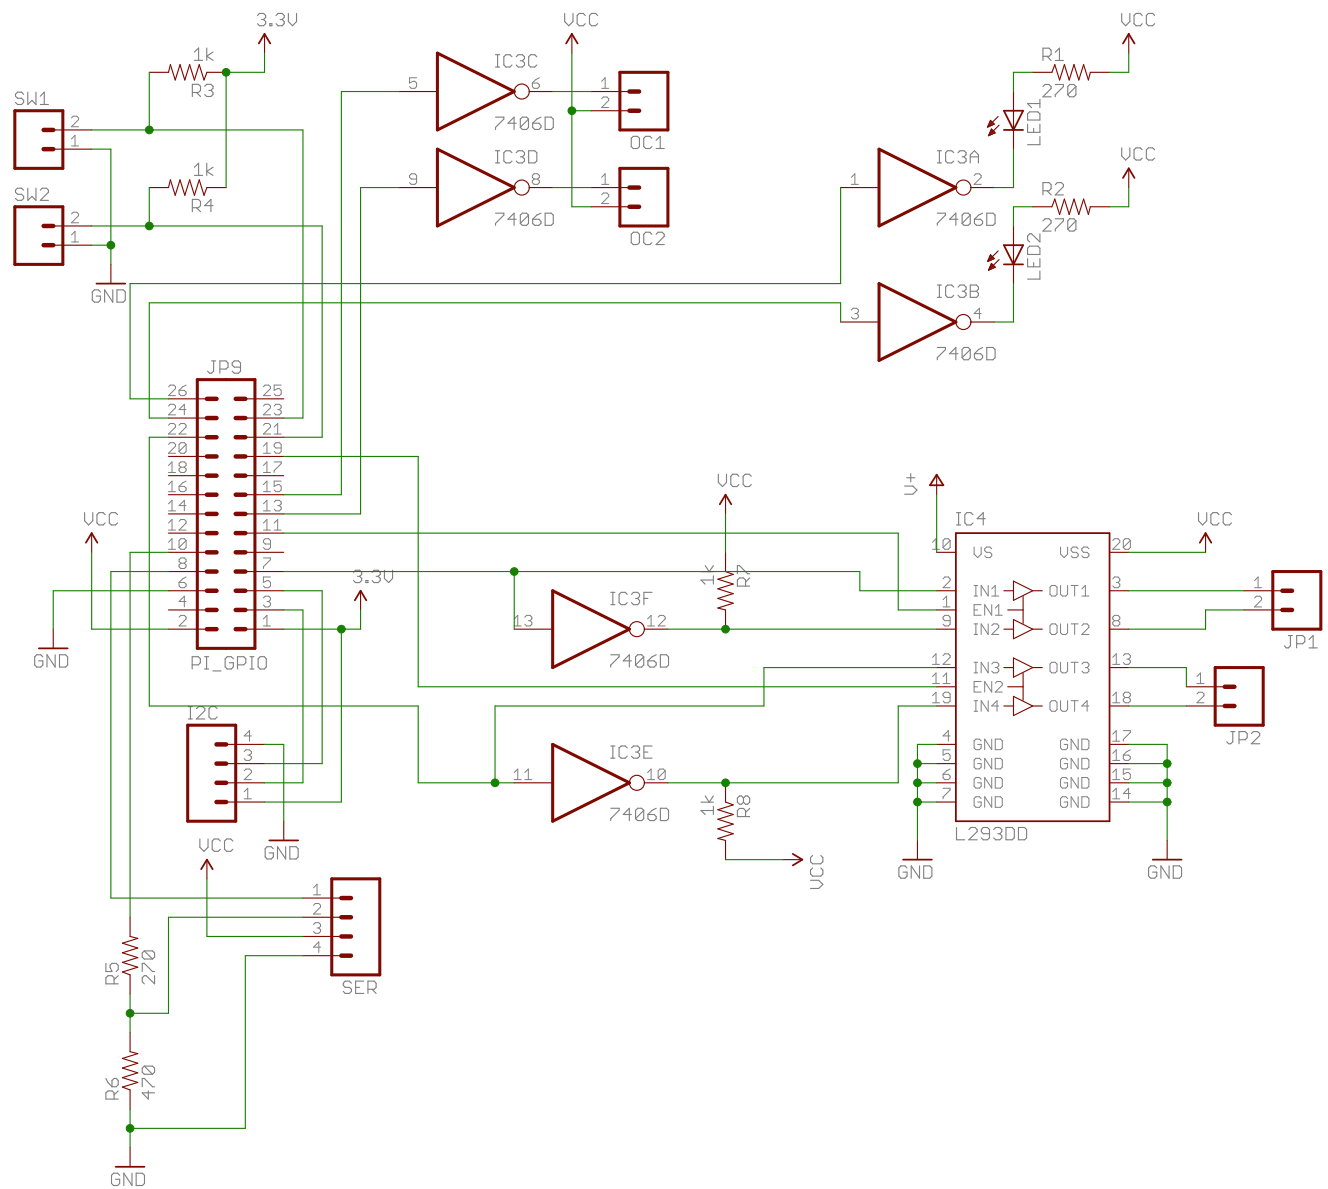 3.3V
1k
R3
SW1
2
1
1k
R4
SW2
2
1
GND
VCC
5
IC3C
6
7406D
1
2
OC1
9
IC3D
8
7406D
1
2
OC2
VCC
R1
270
LED1
1
IC3A
2
7406D
VCC
R2
270
LED2
3
IC3B
4
7406D
JP9
26 25
24 23
22 21
20 19
18 17
16 15
14 13
12 11
10 9
8 7
6 5
4 3
2 1
PI_GPIO
VCC
GND
3.3V
VCC
1k
R7
13
IC3F
12
7406D
11
IC3E
10
7406D
1k
R8
VCC
V+
IC4
10 VS VSS 20
VCC
2 IN1 OUT1 3
1 EN1
9 IN2 OUT2 8
12 IN3 OUT3 13
11 EN2
19 IN4 OUT4 18
4 GND GND 17
5 GND GND 16
6 GND GND 15
7 GND GND 14
L293DD
GND
GND
1
2
JP1
1
2
JP2
I2C
4
3
2
1
GND
VCC
1
2
3
4
SER
R5
270
R6
470
GND